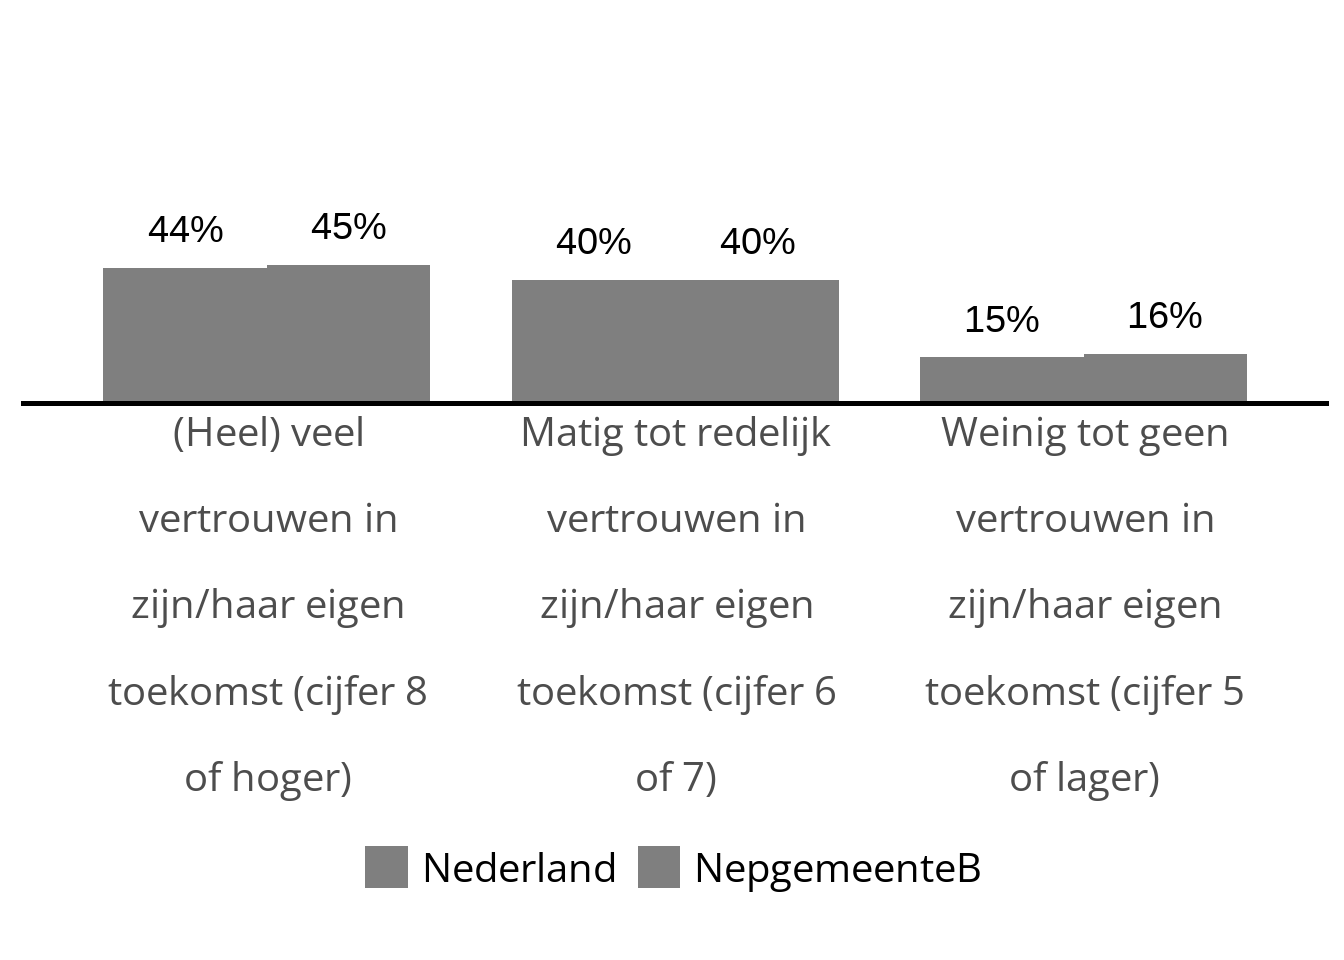 44%
45%
40%
40%
15%
16%
(Heel) veel
vertrouwen in
zijn/haar eigen
toekomst (cijfer 8
of hoger)
Matig tot redelijk
vertrouwen in
zijn/haar eigen
toekomst (cijfer 6
of 7)
Weinig tot geen
vertrouwen in
zijn/haar eigen
toekomst (cijfer 5
of lager)
Nederland
NepgemeenteB